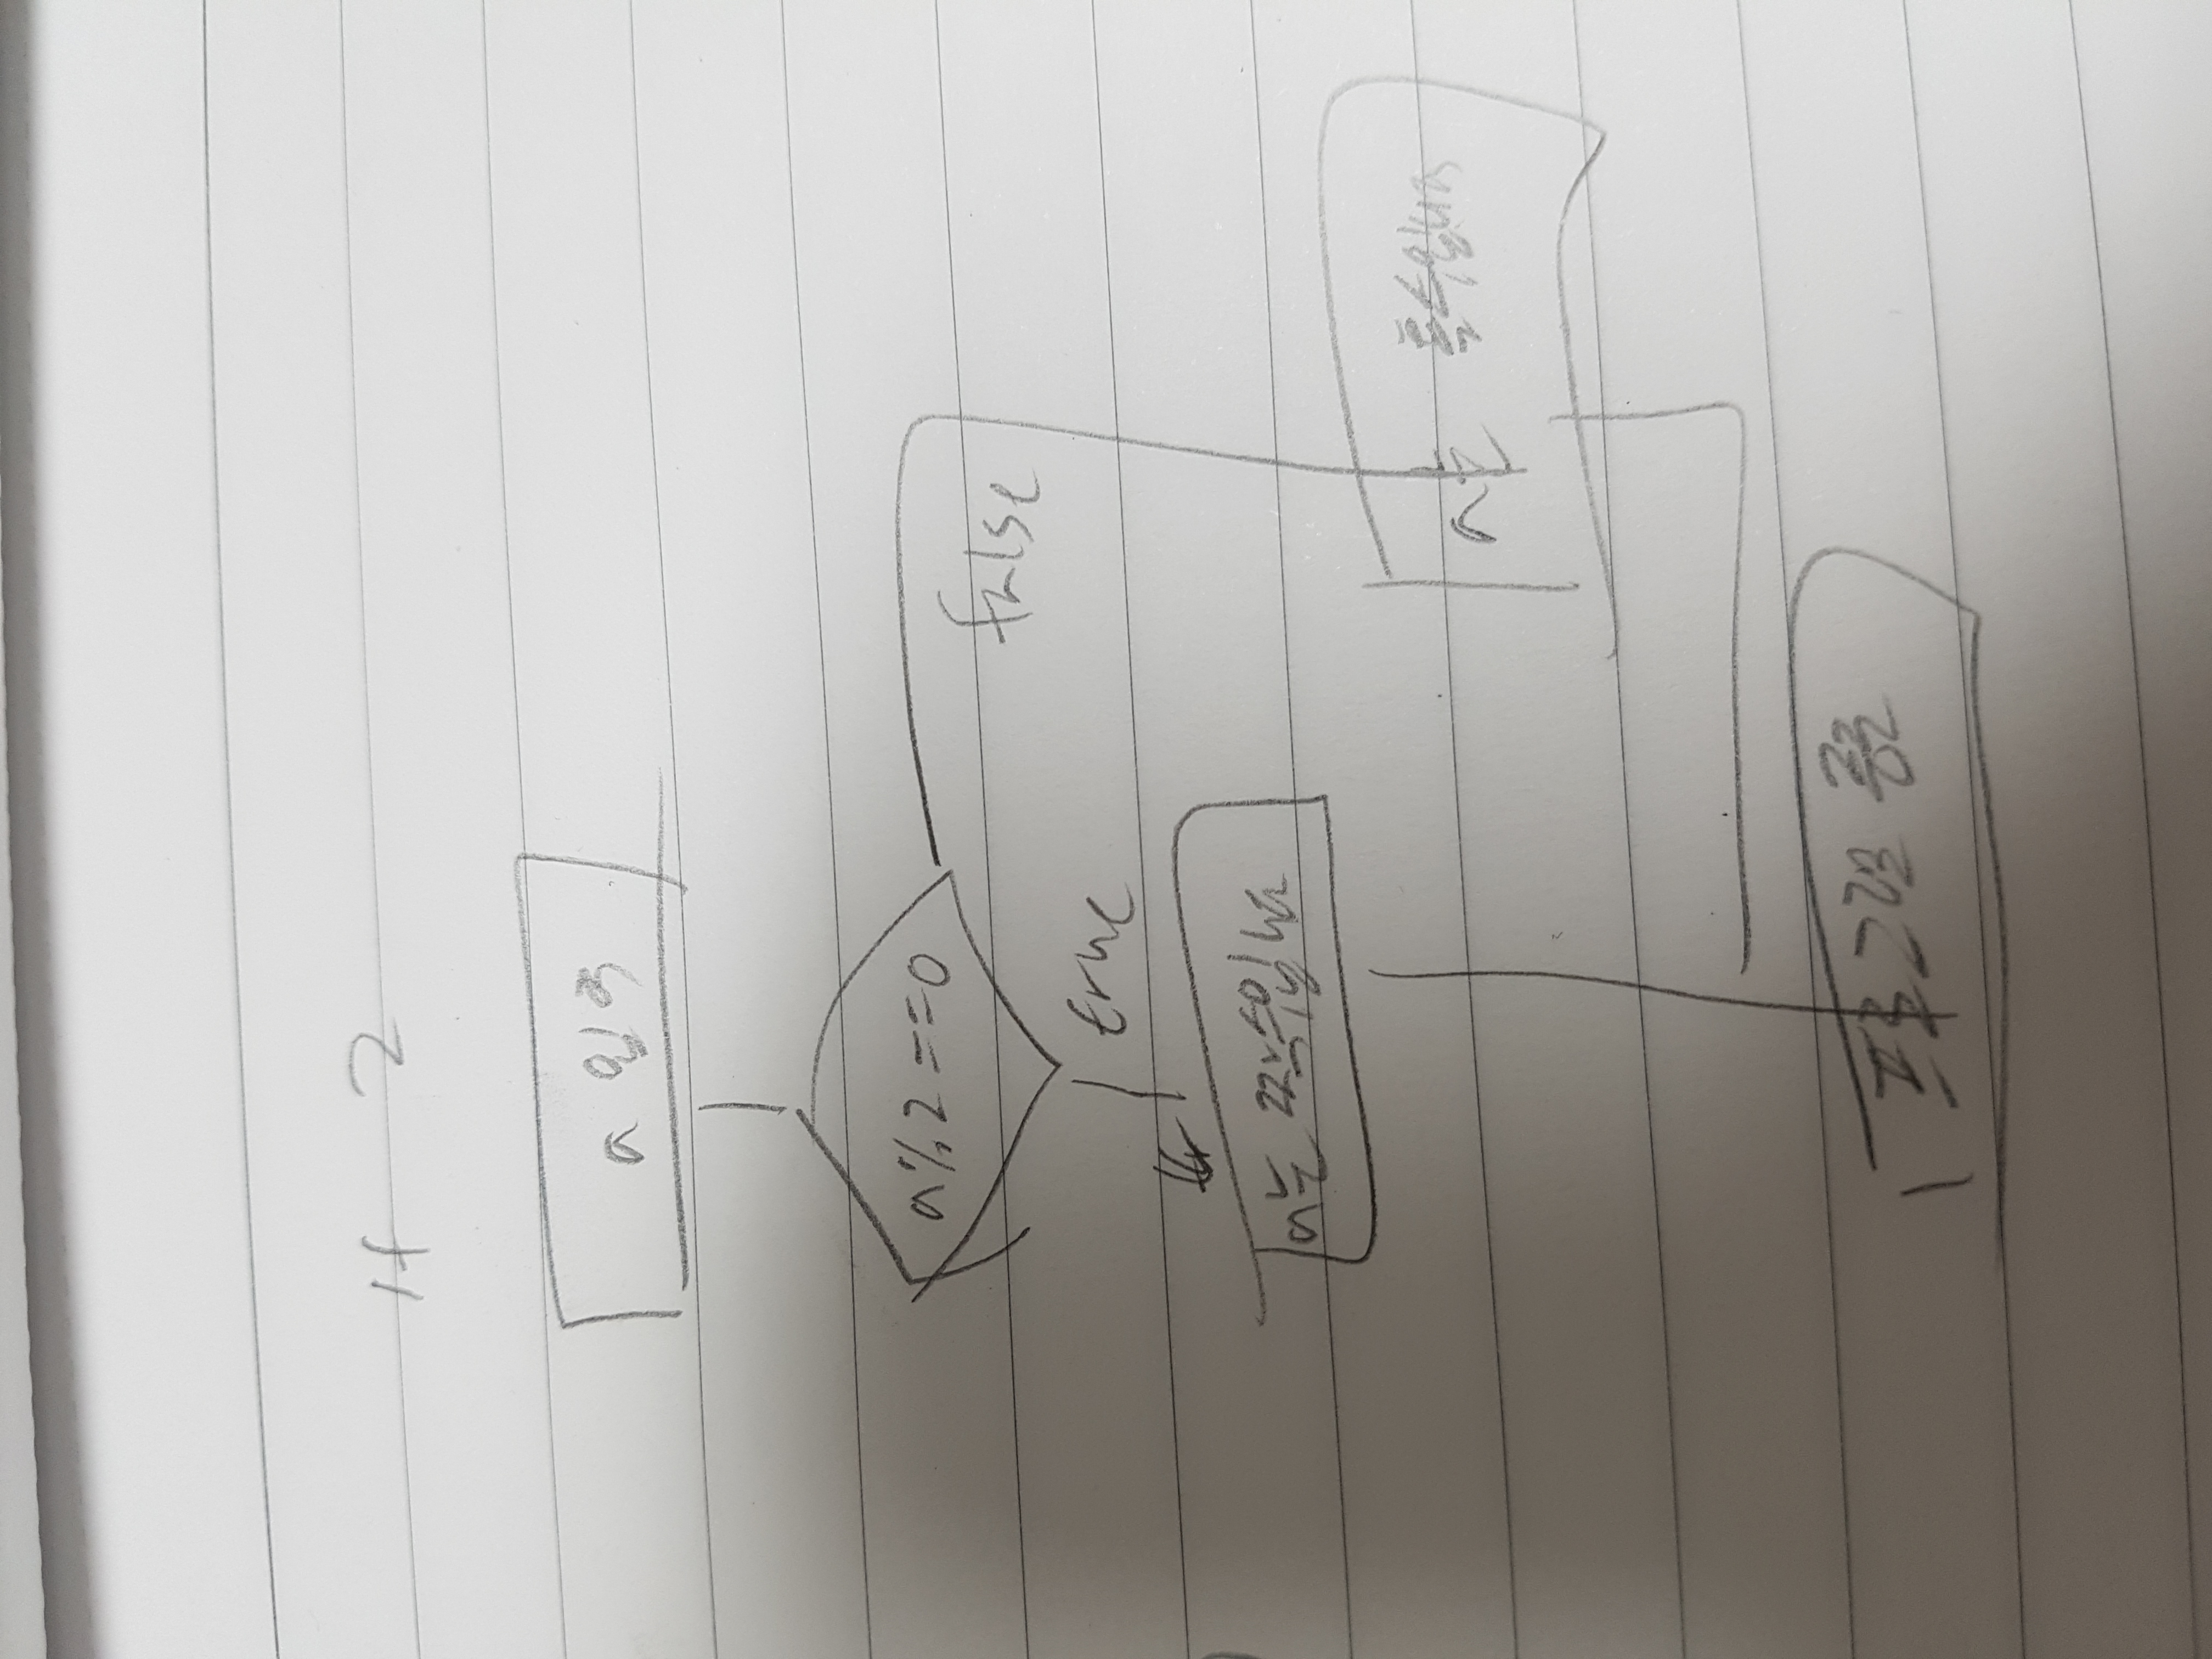 if 2
a 입력
a%2==0
false
true
a는 짝수입니다
a는 홀수입니다
프로그램 종료